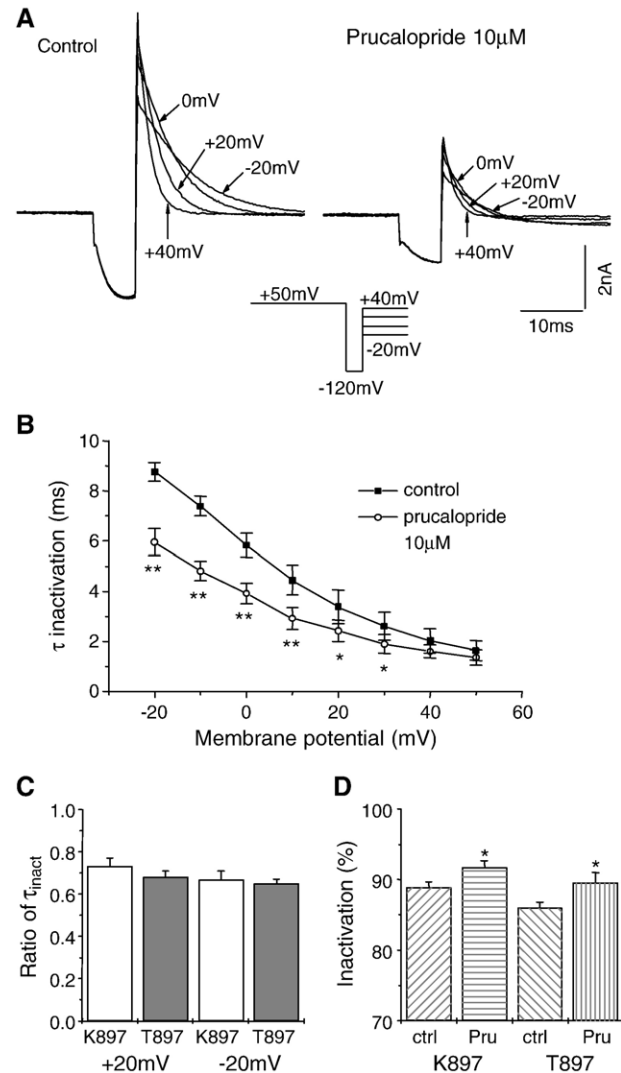 A
Control
Prucalopride 10μM
0mV
+20mV
-20mV
+40mV
0mV
+20mV
-20mV
+40mV
2nA
10ms
+50mV
+40mV
-20mV
-120mV
B
τ inactivation (ms)
10
8
6
4
2
0
control
prucalopride
10μM
**
**
**
**
*
*
-20
0
20
40
60
Membrane potential (mV)
C
Ratio of τinact
1.0
0.8
0.6
0.4
0.2
0.0
K897 T897 K897 T897
+20mV -20mV
D
Inactivation (%)
100
90
80
70
*
*
ctrl Pru ctrl Pru
K897 T897